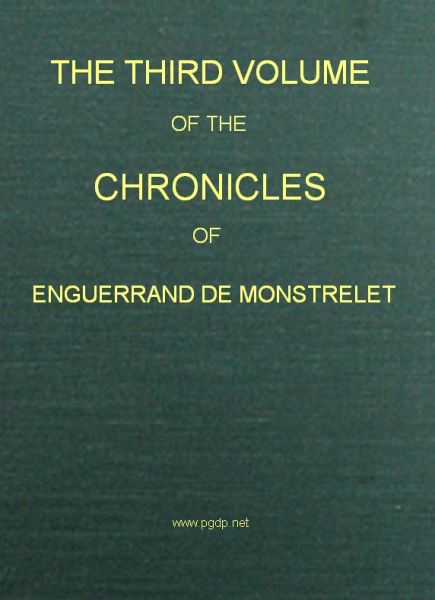 THE THIRD VOLUME
OF THE
CHRONICLES
OF
ENGUERRAND DE MONSTRELET
www.pgdp.net